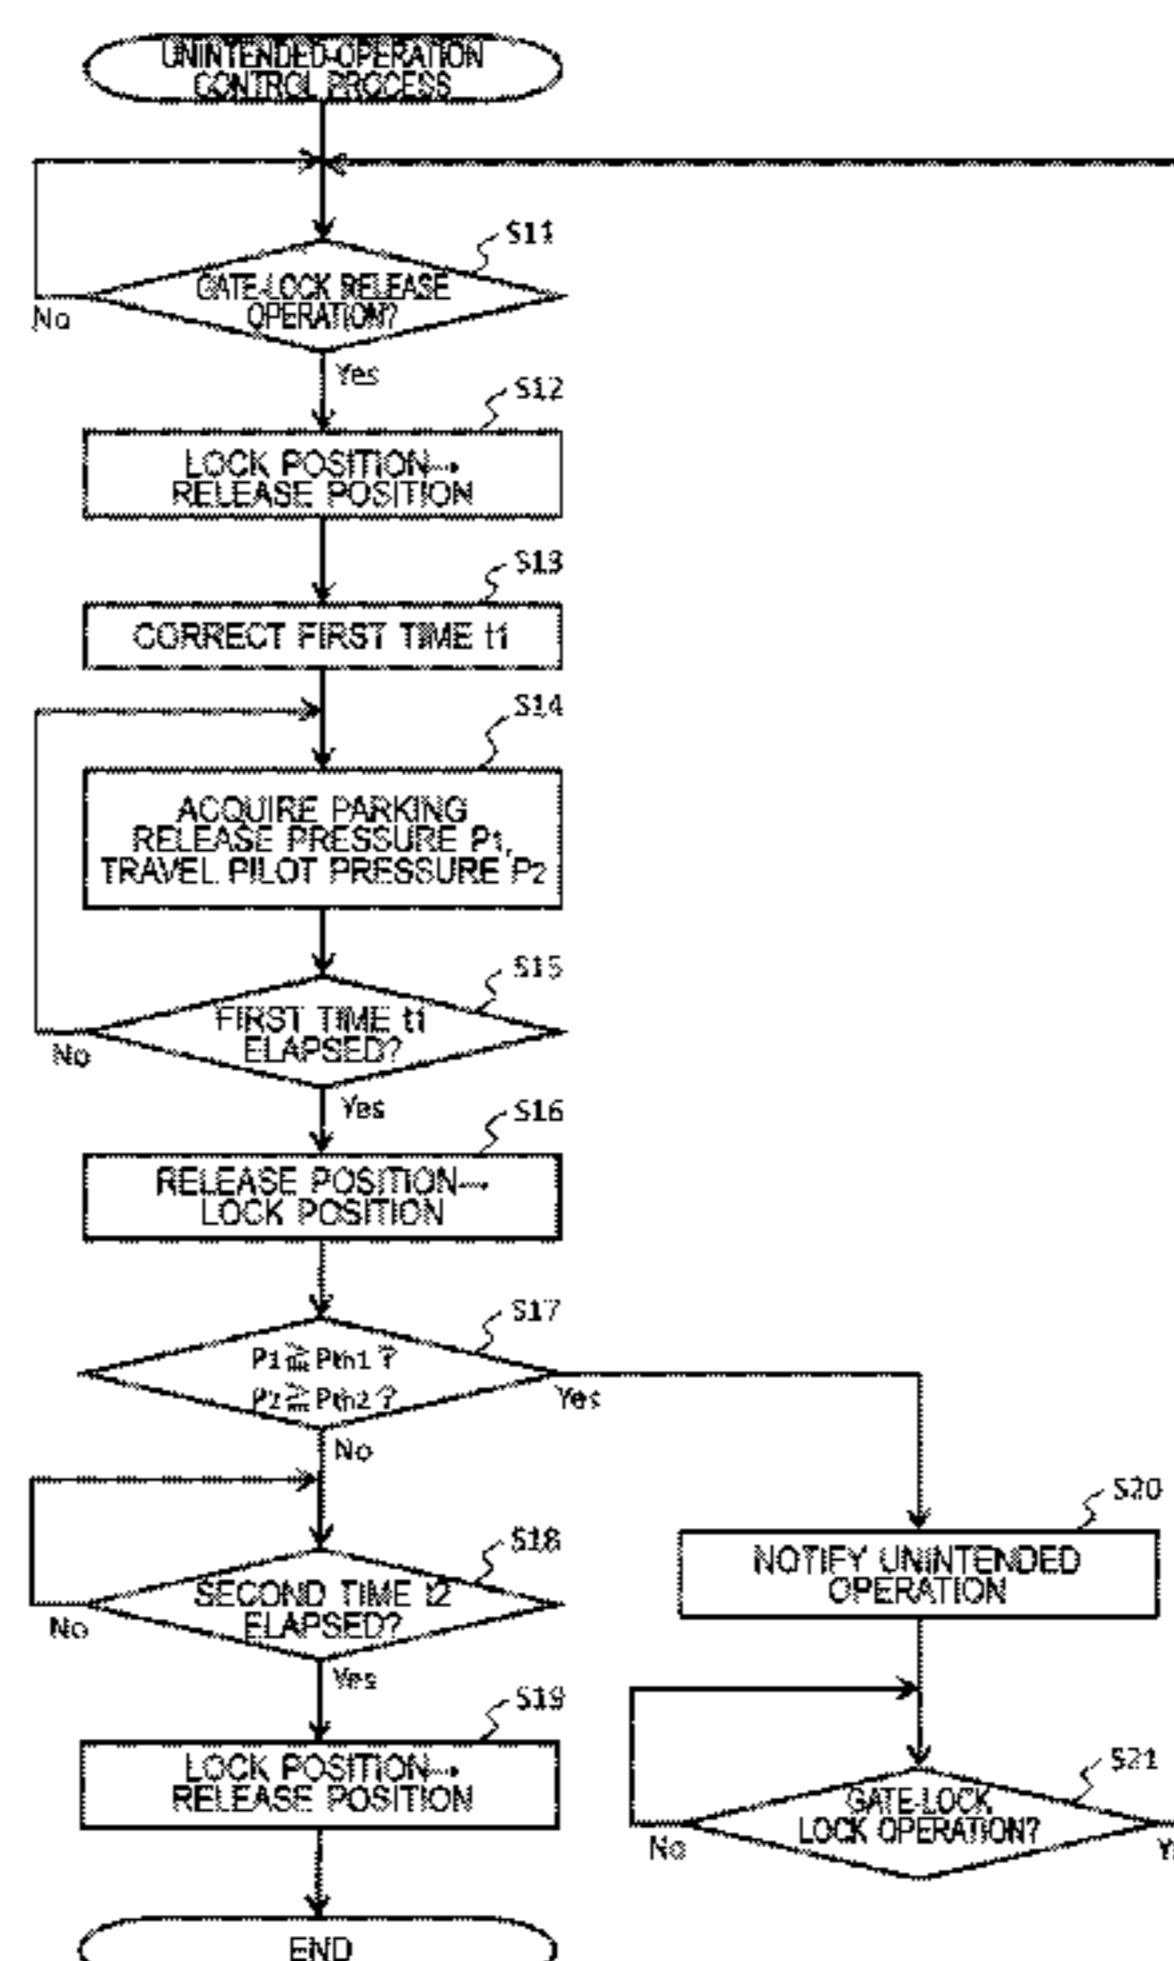 UNINTENDED-OPERATION
CONTROL PROCESS
S11
GATE-LOCK RELEASE
OPERATION?
No
Yes
S12
LOCK POSITION→
RELEASE POSITION
S13
CORRECT FIRST TIME t1
S14
ACQUIRE PARKING
RELEASE PRESSURE P1,
TRAVEL PILOT PRESSURE P2
S15
FIRST TIME t1
ELAPSED?
No
Yes
S16
RELEASE POSITION→
LOCK POSITION
S17
P1≧Pth1?
P2≧Pth2?
Yes
No
S18
SECOND TIME t2
ELAPSED?
No
Yes
S19
LOCK POSITION→
RELEASE POSITION
END
S20
NOTIFY UNINTENDED
OPERATION
S21
GATE-LOCK
LOCK OPERATION?
No